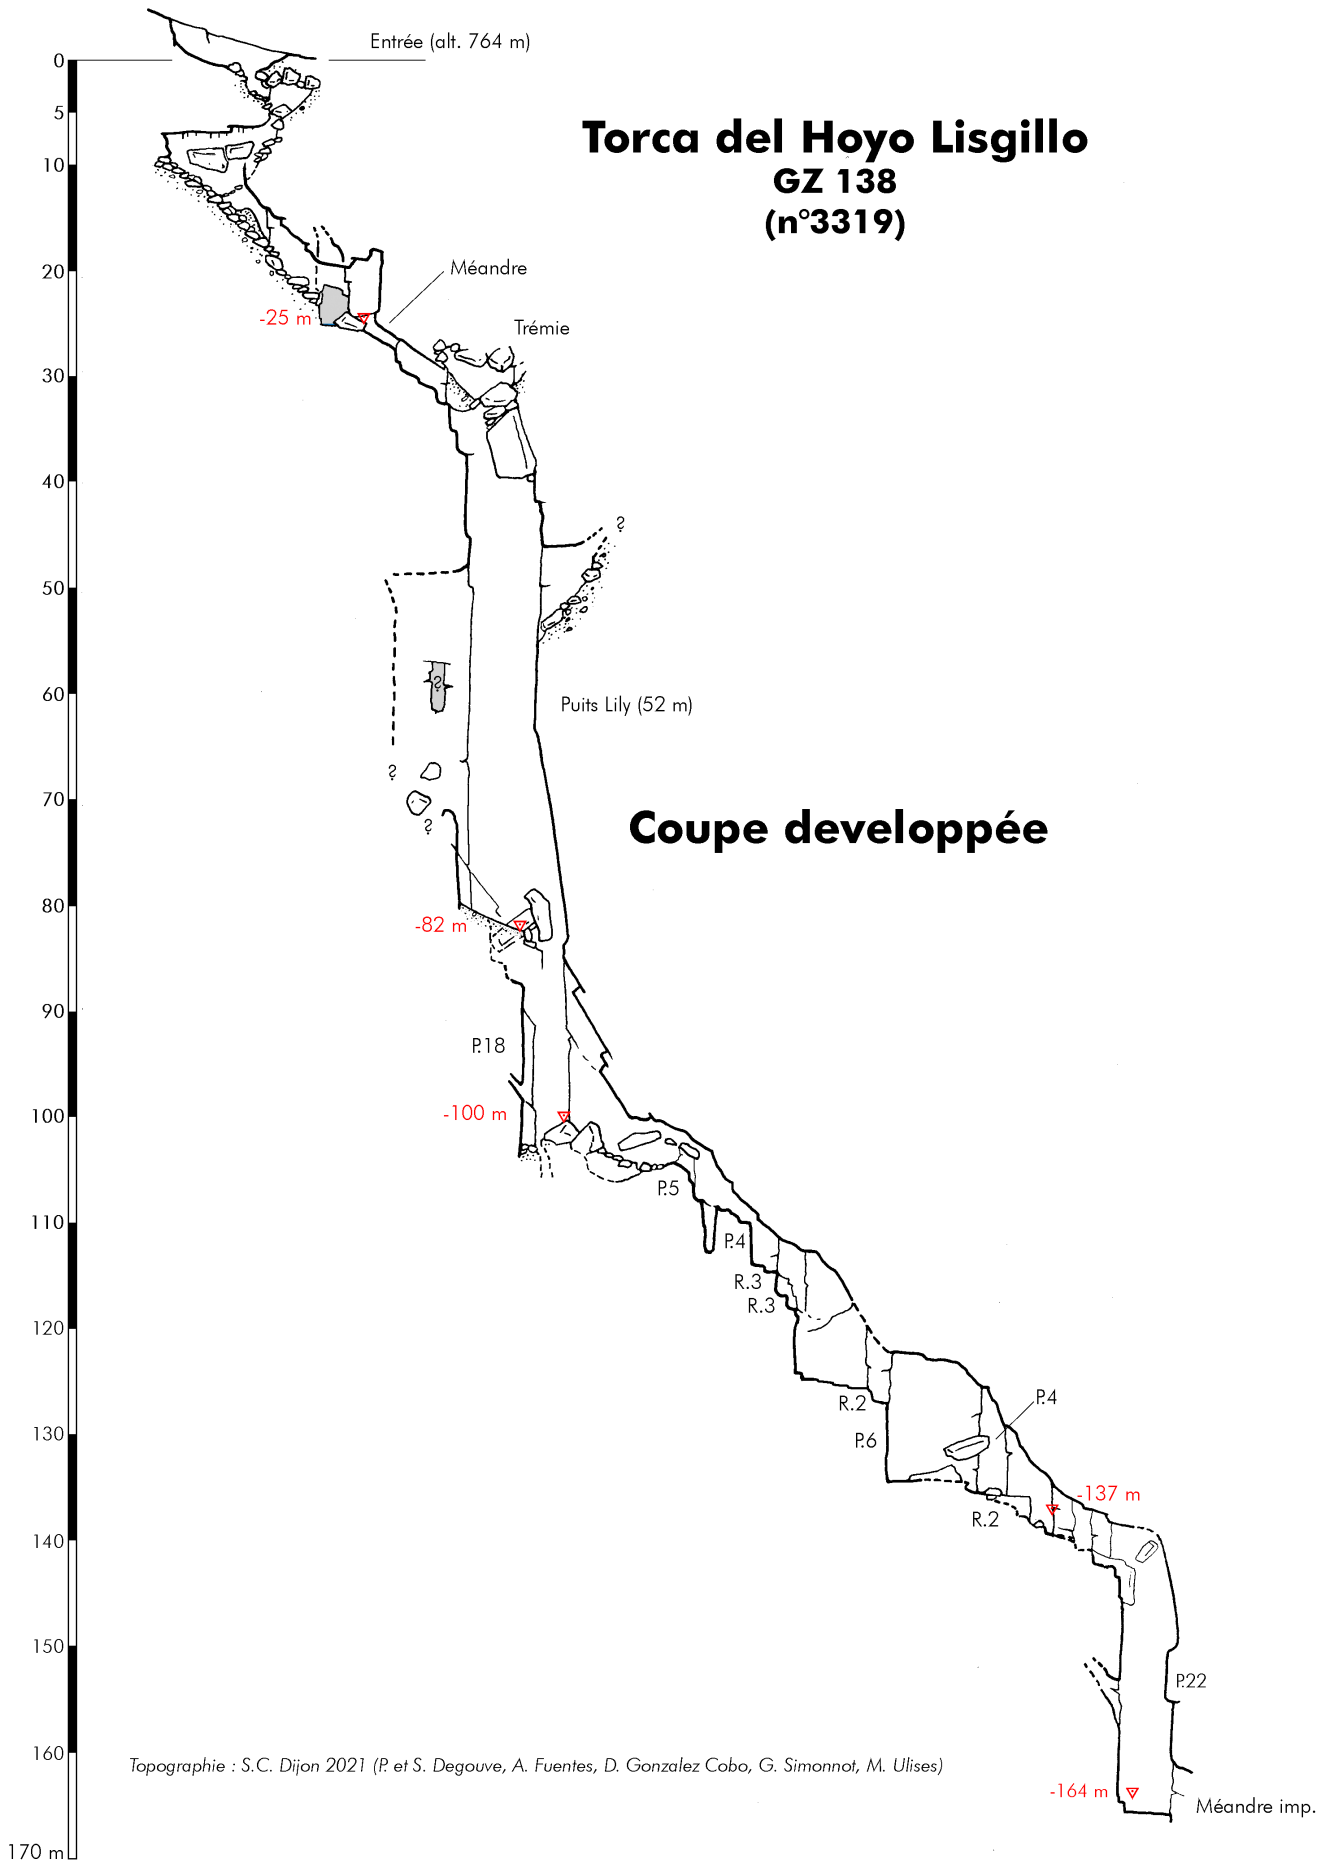 Entrée (alt. 764 m)
0
5
10
20
30
40
50
60
70
80
90
100
110
120
130
140
150
160
170 m
Torca del Hoyo Lisgillo
GZ 138
(n°3319)
Méandre
-25 m
Trémie
?
?
Puits Lily (52 m)
?
?
Coupe developpée
-82 m
P.18
-100 m
P.5
P.4
R.3
R.3
R.2
P.4
P.6
-137 m
R.2
P.22
Topographie : S.C. Dijon 2021 (P. et S. Degouve, A. Fuentes, D. Gonzalez Cobo, G. Simonnot, M. Ulises)
-164 m
Méandre imp.